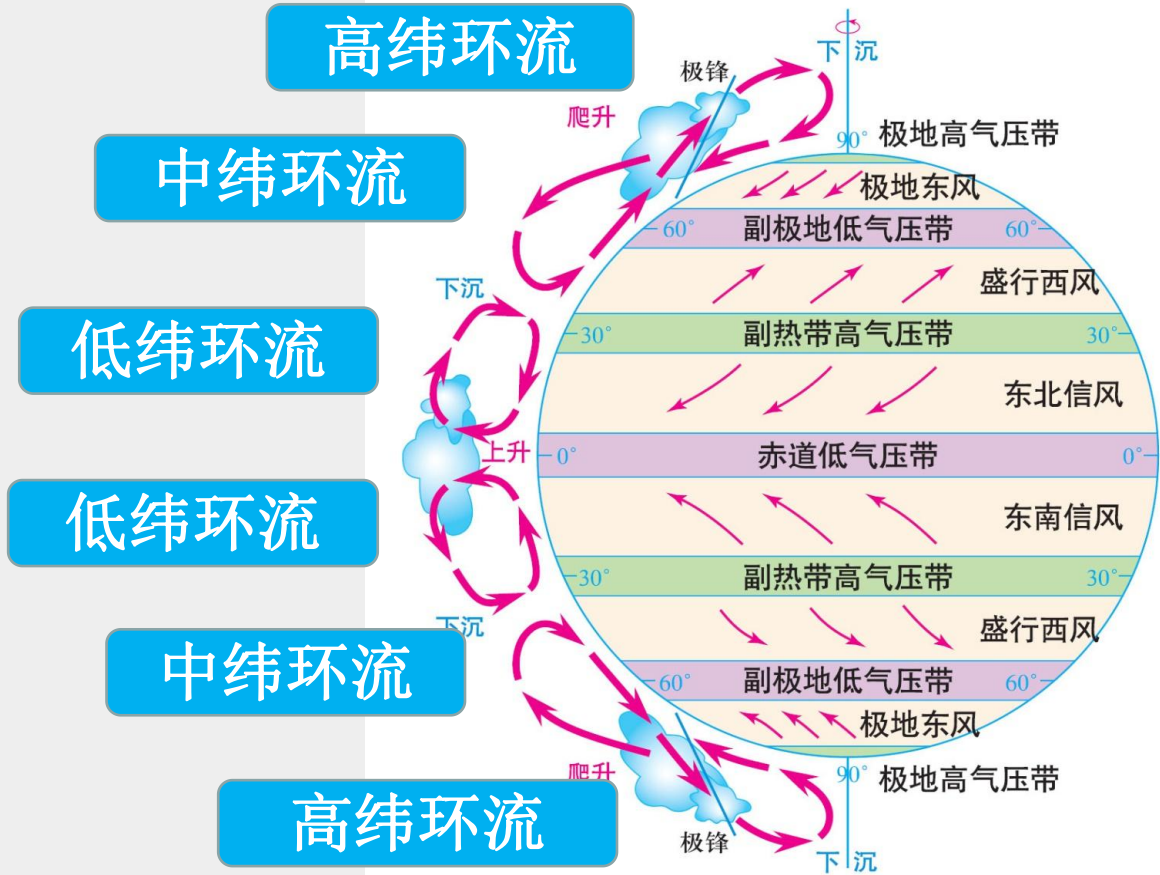 高纬环流
下 沉
极锋
爬升
90°
极地高气压带
中纬环流
极地东风
60°
副极地低气压带
60°
盛行西风
下沉
低纬环流
30°
副热带高气压带
30°
东北信风
上升
0°
赤道低气压带
0°
低纬环流
东南信风
30°
副热带高气压带
30°
下沉
盛行西风
中纬环流
60°
副极地低气压带
60°
极地东风
爬升
90°
极地高气压带
高纬环流
极锋
下 沉